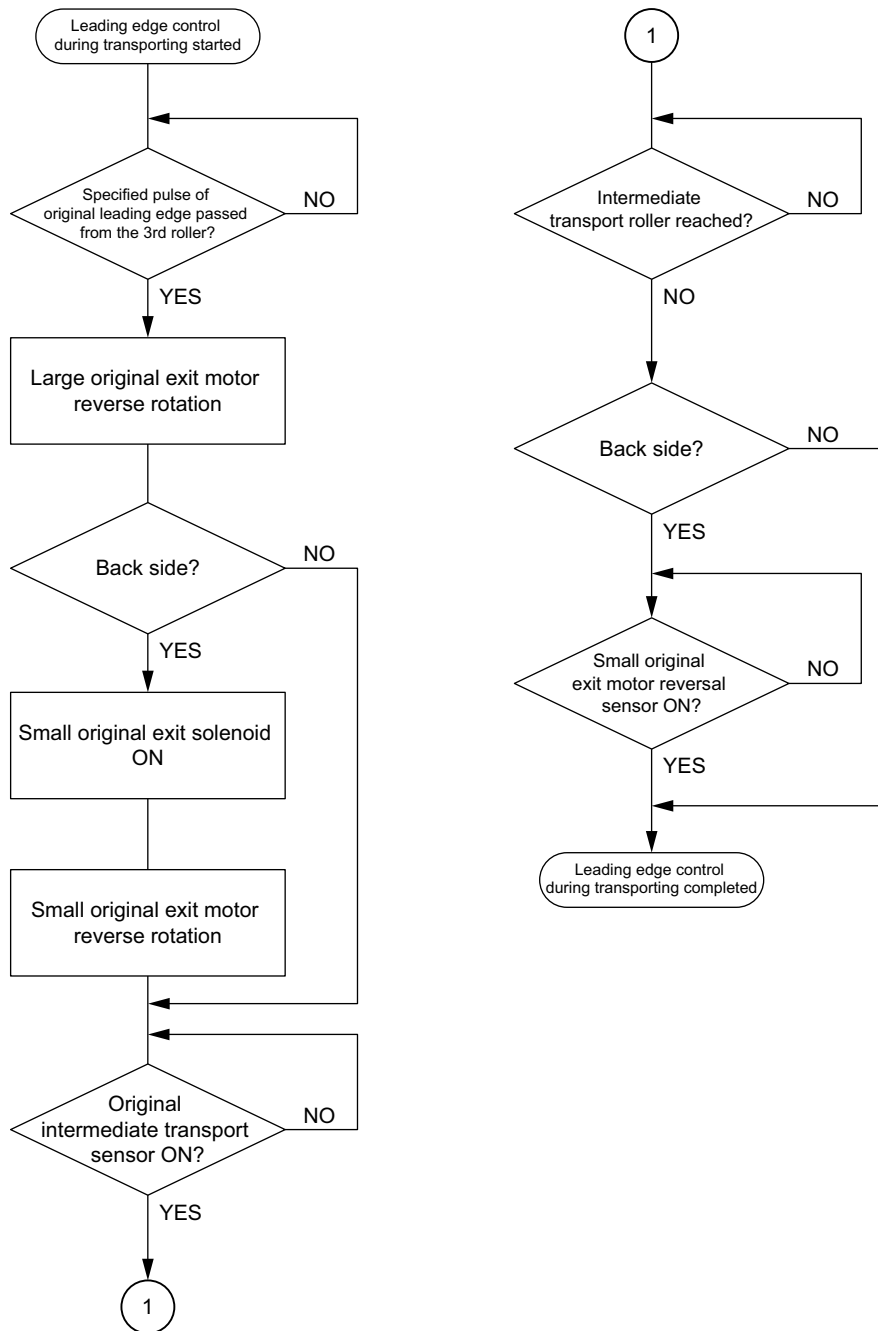 Leading edge control
during transporting started
Specified pulse of
original leading edge passed
from the 3rd roller?
NO
YES
Large original exit motor
reverse rotation
Back side?
NO
YES
Small original exit solenoid
ON
Small original exit motor
reverse rotation
Original
intermediate transport
sensor ON?
NO
YES
1
1
Intermediate
transport roller reached?
NO
NO
Back side?
NO
YES
Small original
exit motor reversal
sensor ON?
NO
YES
Leading edge control
during transporting completed